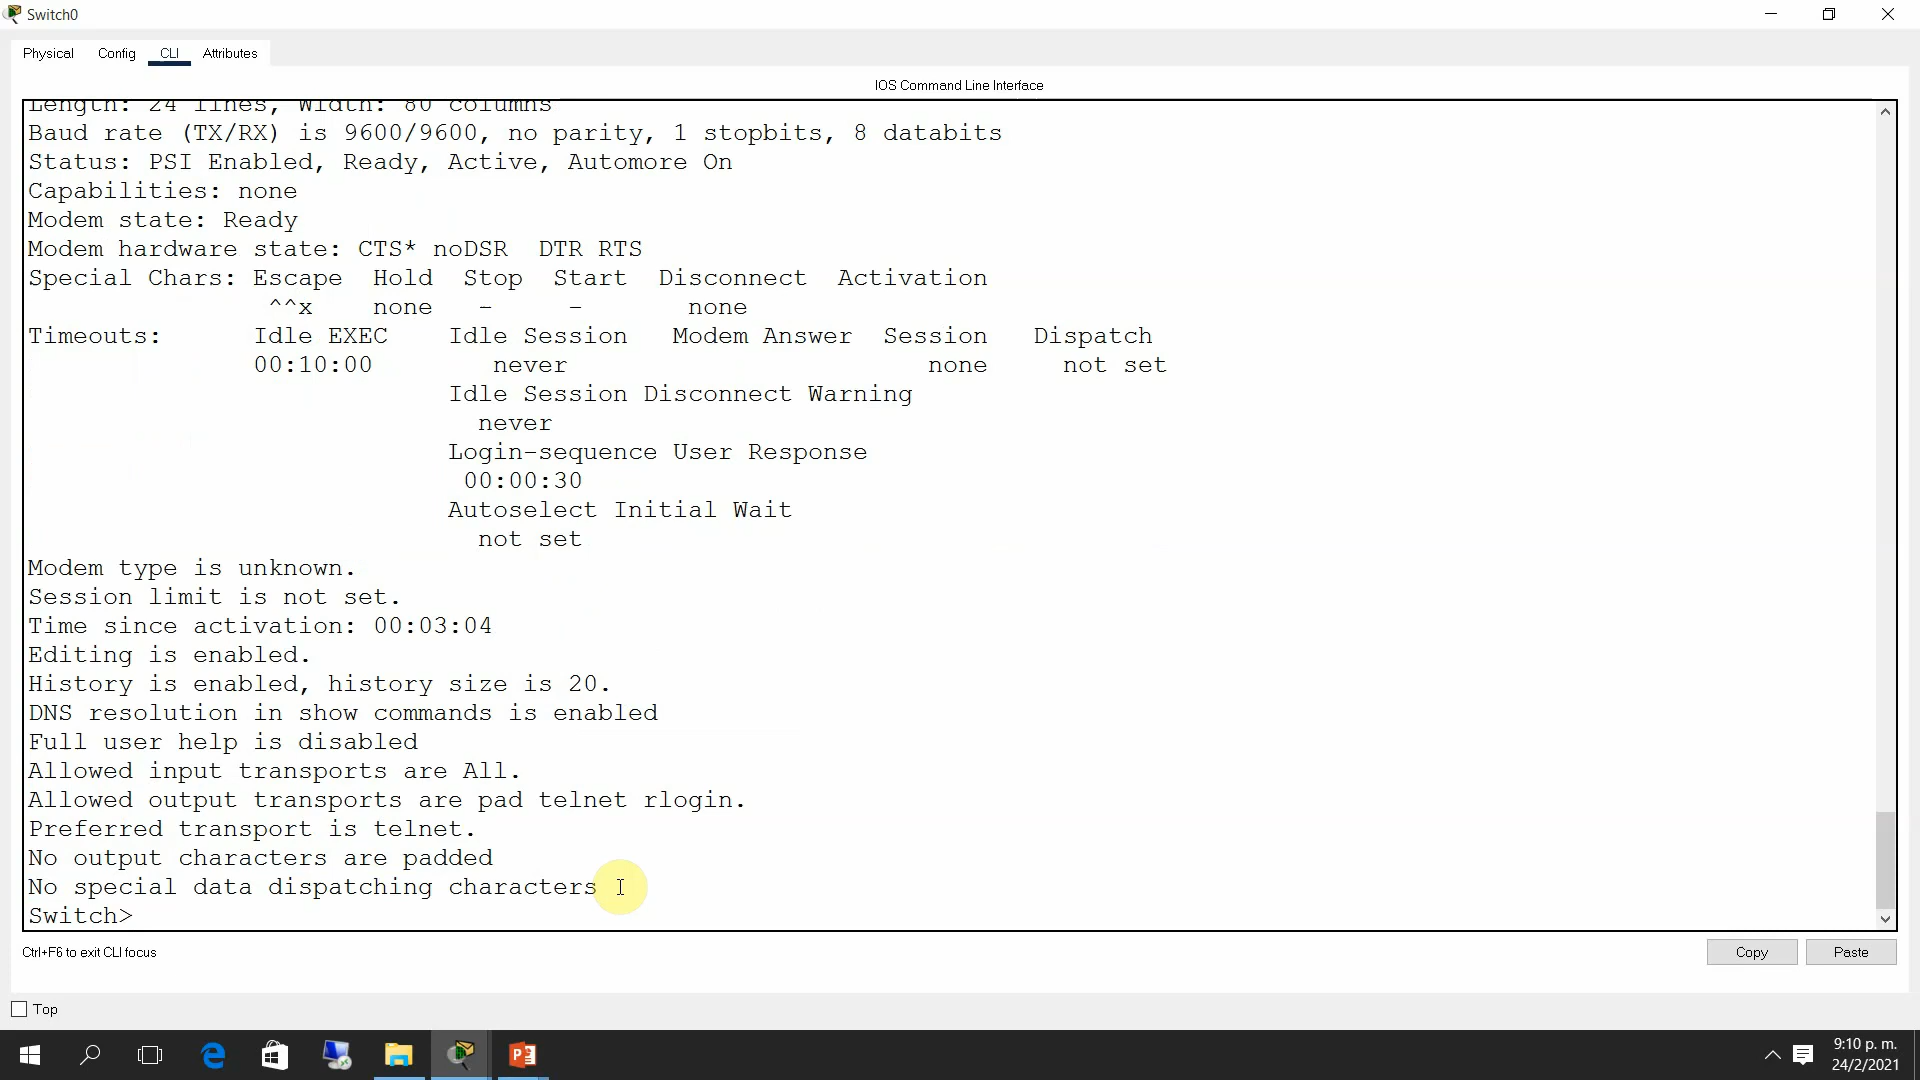 Switch0
Physical Config CLI Attributes
IOS Command Line Interface
Length: 24 lines, Width: 80 columns
Baud rate (TX/RX) is 9600/9600, no parity, 1 stopbits, 8 databits
Status: PSI Enabled, Ready, Active, Automore On
Capabilities: none
Modem state: Ready
Modem hardware state: CTS* noDSR  DTR RTS
Special Chars: Escape  Hold  Stop  Start  Disconnect  Activation
                ^^x    none   -     -       none
Timeouts:      Idle EXEC    Idle Session   Modem Answer  Session   Dispatch
               00:10:00        never                        none     not set
                            Idle Session Disconnect Warning
                              never
                            Login-sequence User Response
                             00:00:30
                            Autoselect Initial Wait
                              not set
Modem type is unknown.
Session limit is not set.
Time since activation: 00:03:04
Editing is enabled.
History is enabled, history size is 20.
DNS resolution in show commands is enabled
Full user help is disabled
Allowed input transports are All.
Allowed output transports are pad telnet rlogin.
Preferred transport is telnet.
No output characters are padded
No special data dispatching characters
Switch>
Ctrl+F6 to exit CLI focus
Copy Paste
Top
9:10 p. m.
24/2/2021